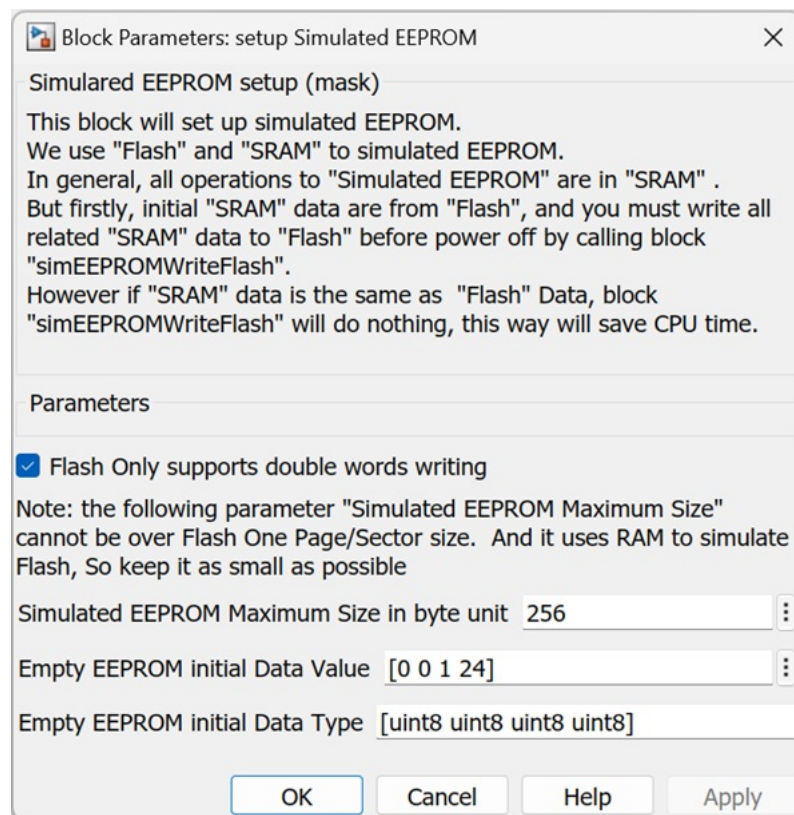 Block Parameters: setup Simulated EEPROM
Simulared EEPROM setup (mask)
This block will set up simulated EEPROM.
We use "Flash" and "SRAM" to simulated EEPROM.
In general, all operations to "Simulated EEPROM" are in "SRAM" .
But firstly, initial "SRAM" data are from "Flash", and you must write all
related "SRAM" data to "Flash" before power off by calling block
"simEEPROMWriteFlash".
However if "SRAM" data is the same as  "Flash" Data, block
"simEEPROMWriteFlash" will do nothing, this way will save CPU time.
Parameters
Flash Only supports double words writing
Note: the following parameter "Simulated EEPROM Maximum Size"
cannot be over Flash One Page/Sector size.  And it uses RAM to simulate
Flash, So keep it as small as possible
Simulated EEPROM Maximum Size in byte unit 256
Empty EEPROM initial Data Value [0 0 1 24]
Empty EEPROM initial Data Type [uint8 uint8 uint8 uint8]
OK Cancel Help Apply